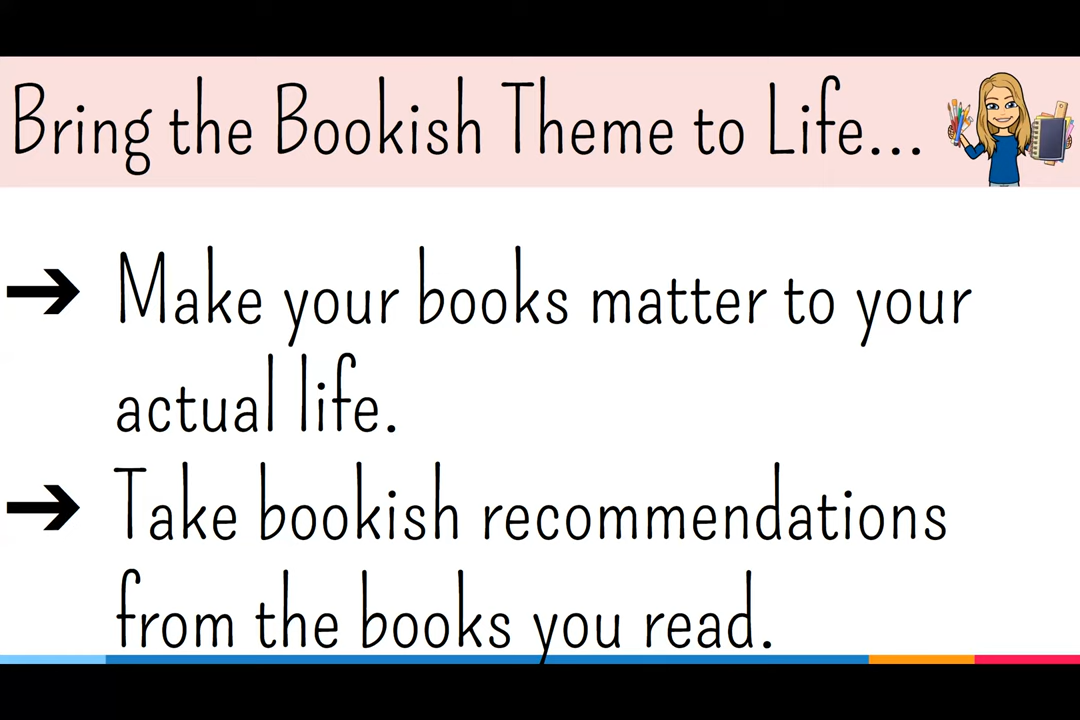 Bring the Bookish Theme to Life...
➔ Make your books matter to your
actual life.
➔ Take bookish recommendations
from the books you read.